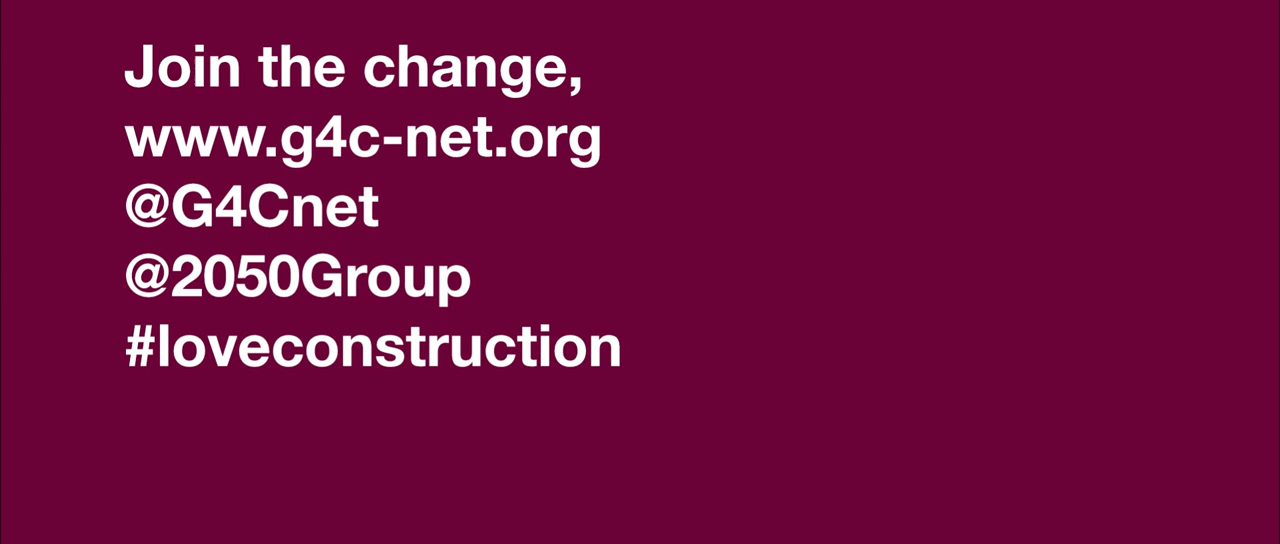 Join the change,
www.g4c-net.org
@G4Cnet
@2050Group
#loveconstruction